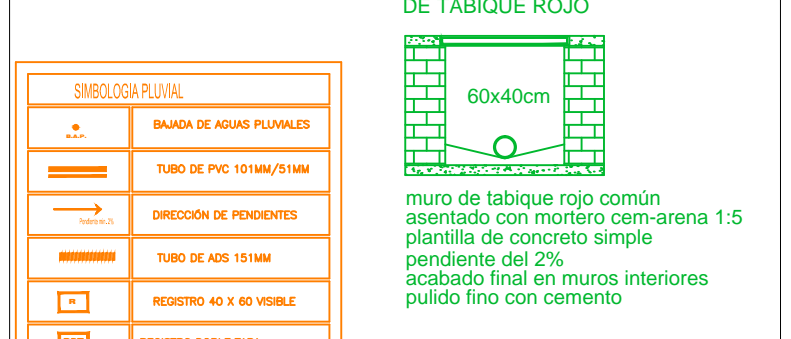 SIMBOLOGIA PLUVIAL
B.A.P.
BAJADA DE AGUAS PLUVIALES
TUBO DE PVC 101MM/51MM
Pendiente min. 2%
DIRECCIÓN DE PENDIENTES
TUBO DE ADS 151MM
R
REGISTRO 40 X 60 VISIBLE
DE TABIQUE ROJO
60x40cm
muro de tabique rojo común
asentado con mortero cem-arena 1:5
plantilla de concreto simple
pendiente del 2%
acabado final en muros interiores
pulido fino con cemento